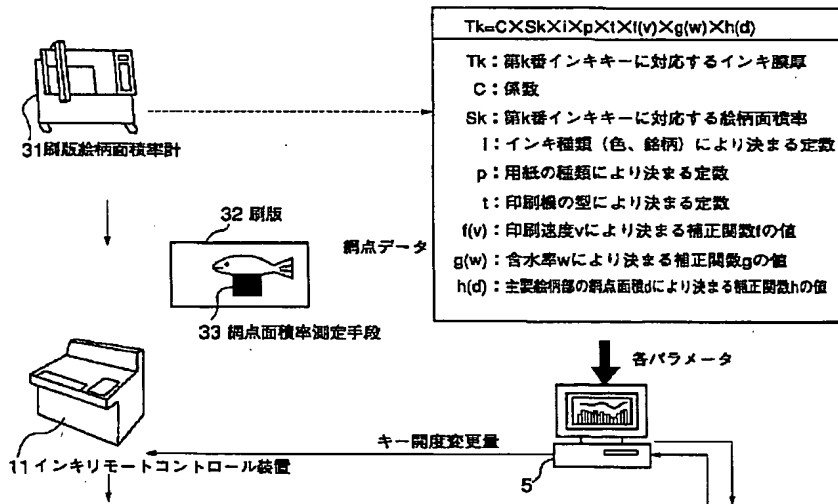 Tk=C×Sk×i×p×t×f(v)×g(w)×h(d)
Tk：第k番インキキーに対応するインキ膜厚
C：係数
Sk：第k番インキキーに対応する絵柄面積率
i：インキ種類（色、銘柄）により決まる定数
p：用紙の種類により決まる定数
t：印刷機の型により決まる定数
f(v)：印刷速度vにより決まる補正関数fの値
g(w)：含水率wにより決まる補正関数gの値
h(d)：主要絵柄部の網点面積dにより決まる補正関数hの値
31刷版絵柄面積率計
32 刷版
網点データ
33 網点面積率測定手段
各パラメータ
キー開度変更量
11インキリモートコントロール装置
5